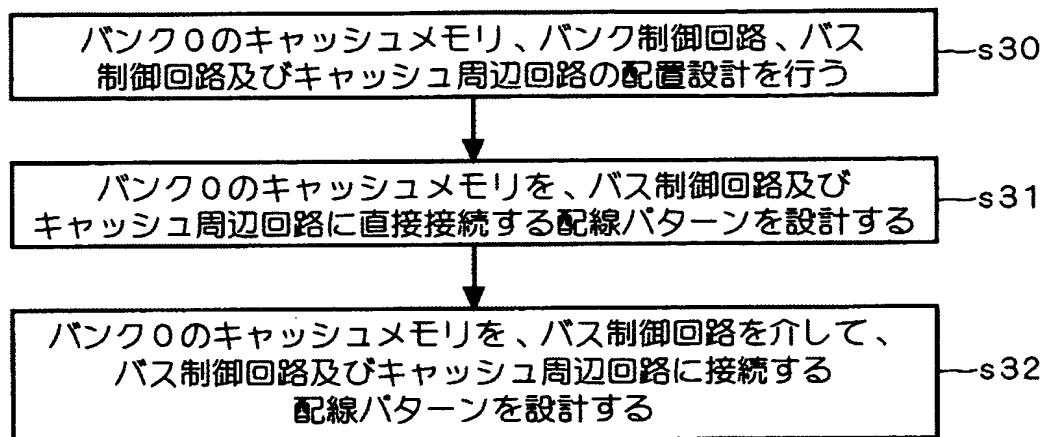 バンク0のキャッシュメモリ、バンク制御回路、バス
制御回路及びキャッシュ周辺回路の配置設計を行う
s30
バンク0のキャッシュメモリを、バス制御回路及び
キャッシュ周辺回路に直接接続する配線パターンを設計する
s31
バンク0のキャッシュメモリを、バス制御回路を介して、
バス制御回路及びキャッシュ周辺回路に接続する
配線パターンを設計する
s32